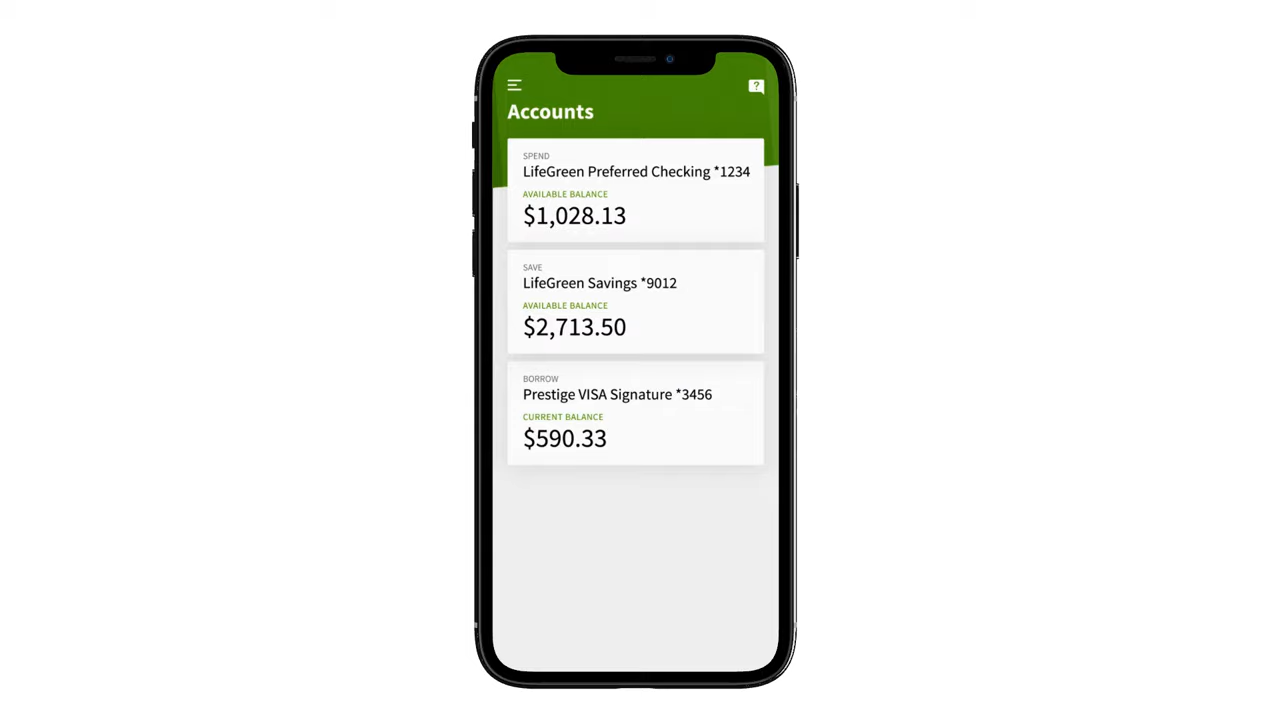 ?
Accounts
SPEND
LifeGreen Preferred Checking *1234
AVAILABLE BALANCE
$1,028.13
SAVE
LifeGreen Savings *9012
AVAILABLE BALANCE
$2,713.50
BORROW
Prestige VISA Signature *3456
CURRENT BALANCE
$590.33